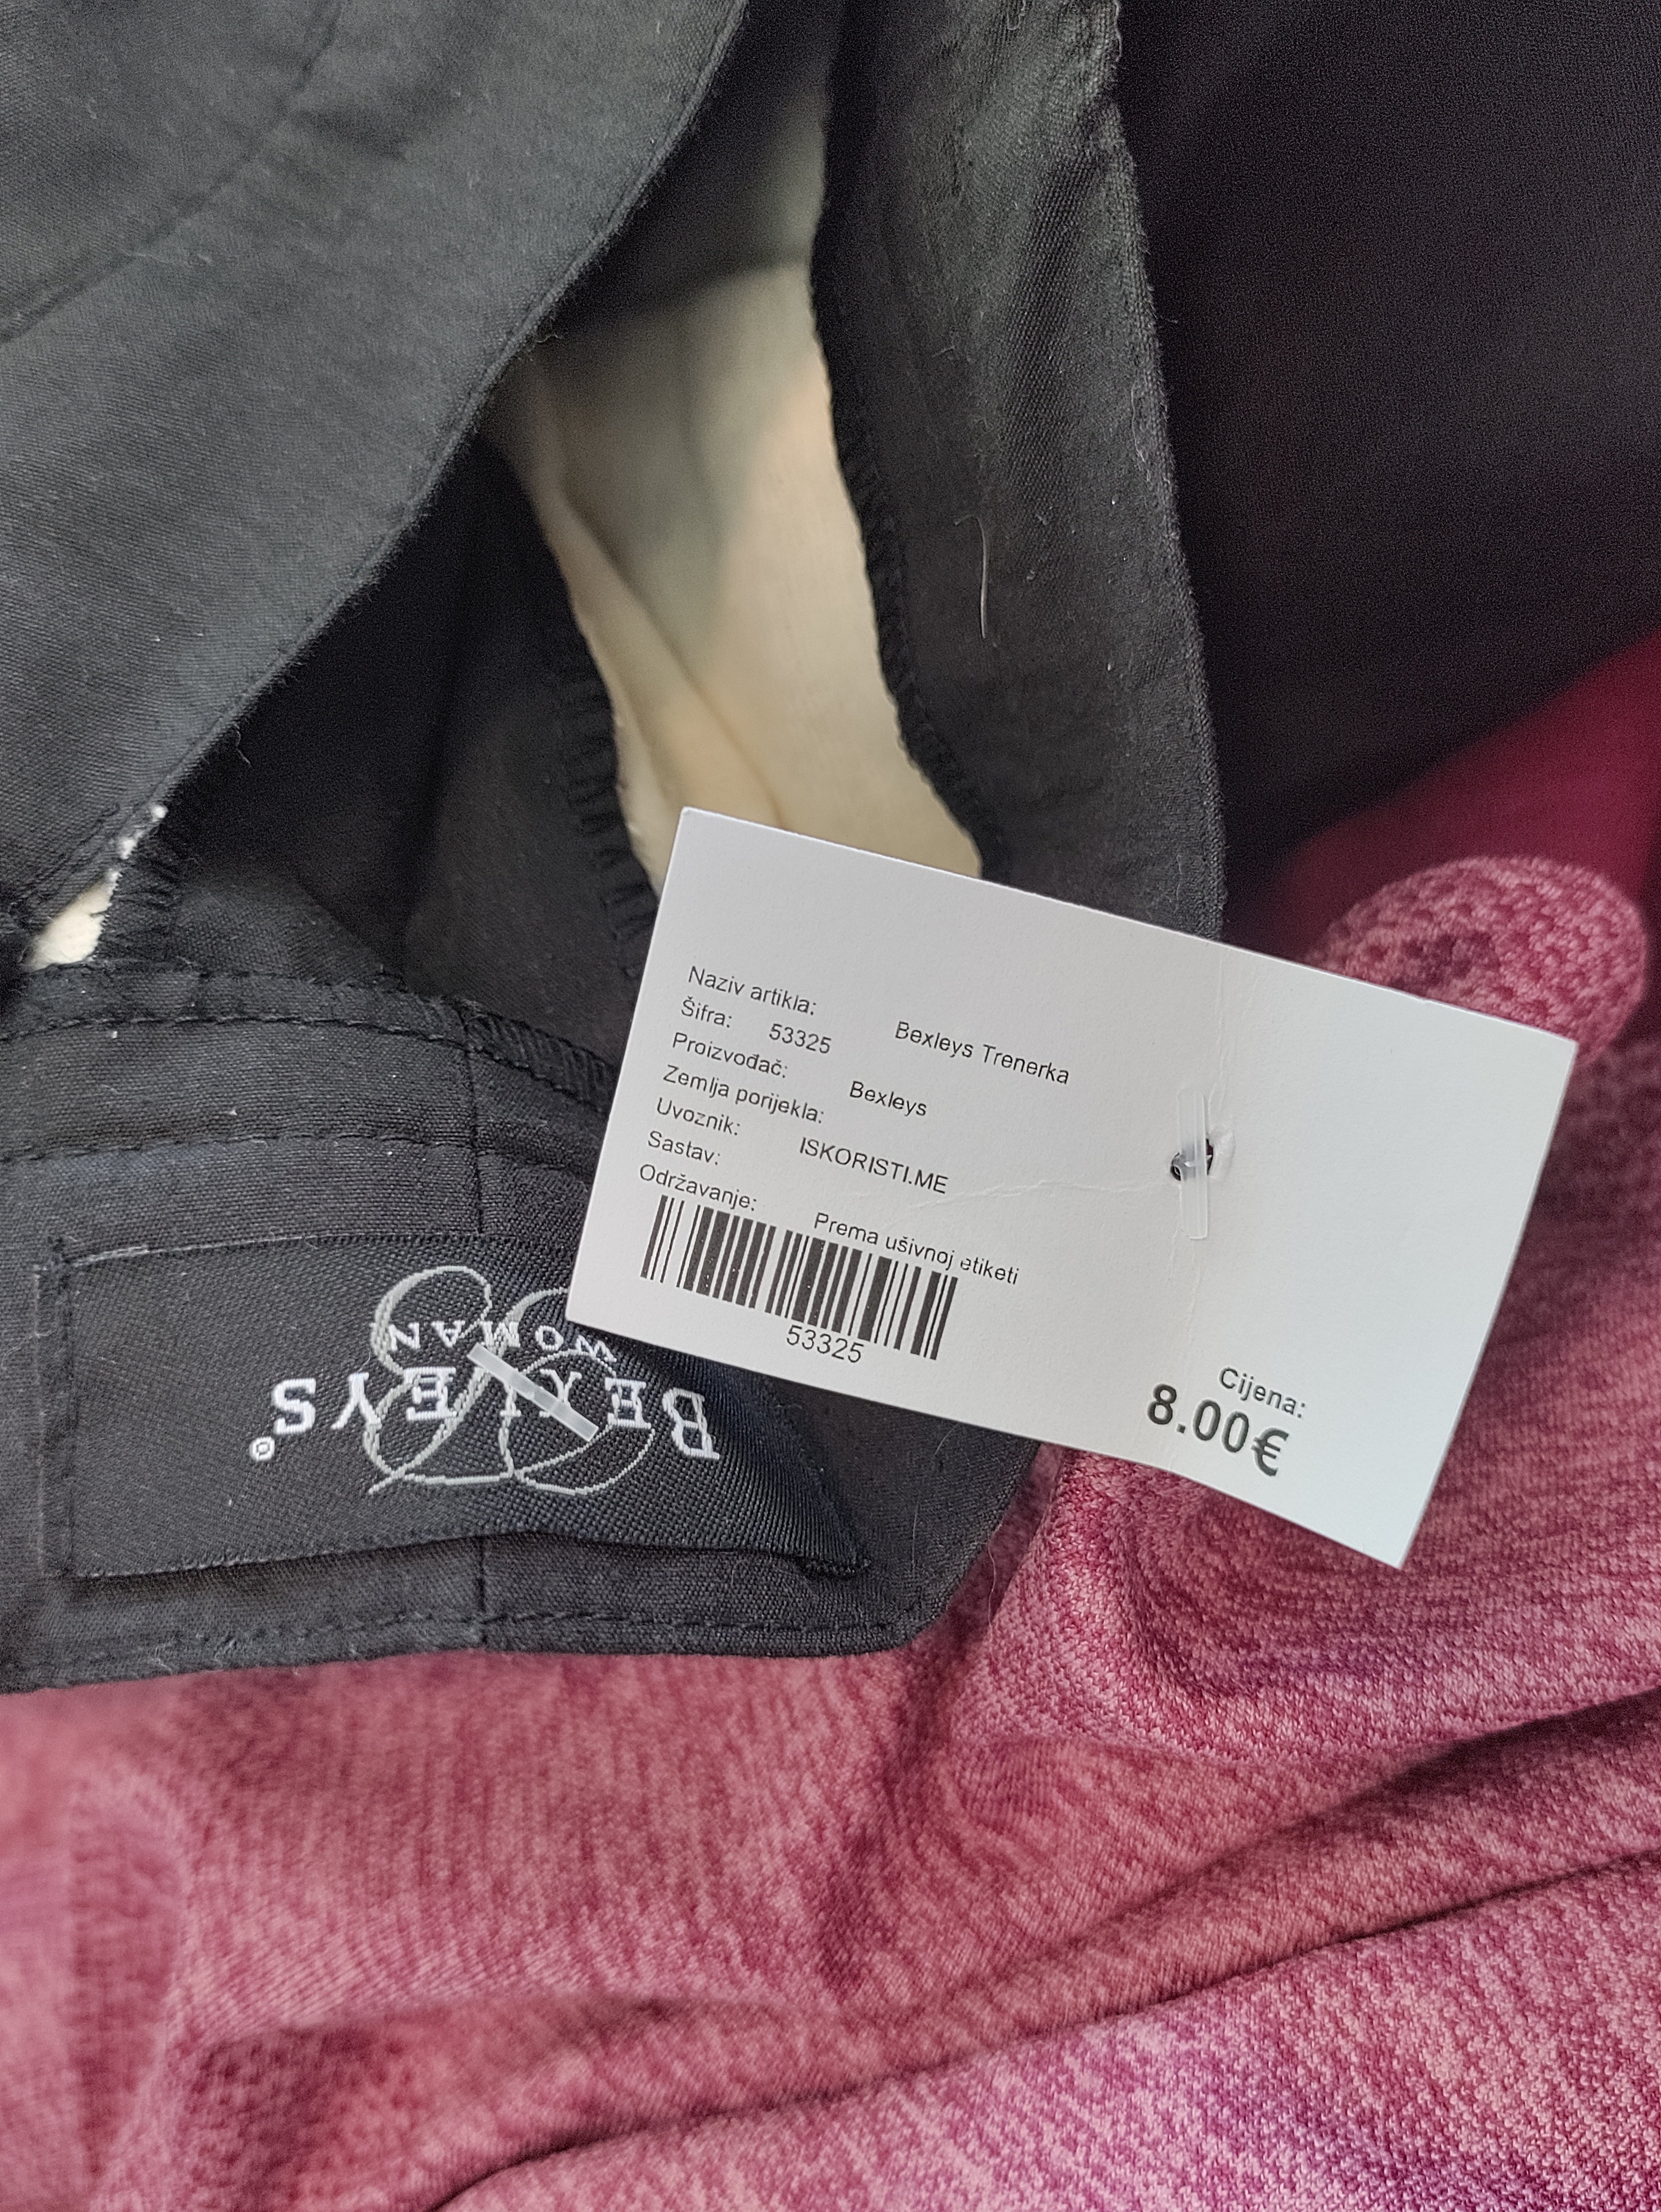 Naziv artikla: Bexleys Trenerka
Šifra: 53325
Proizvođač: Bexleys
Zemlja porijekla:
Uvoznik: ISKORISTI.ME
Sastav:
Održavanje: Prema ušivnoj etiketi
53325
Cijena:
8.00€
BEXLEYS®
WOMAN